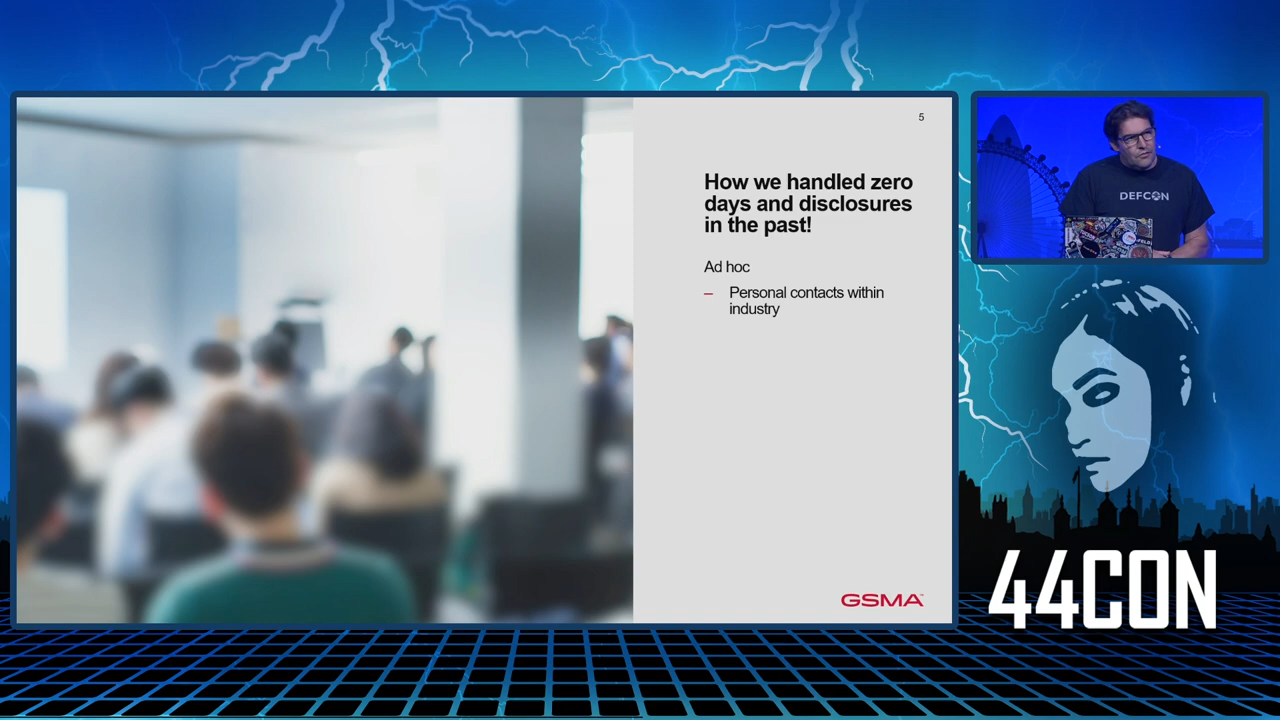 5
How we handled zero
days and disclosures
in the past!
Ad hoc
– Personal contacts within
industry
GSMA
DEFCON
44CON